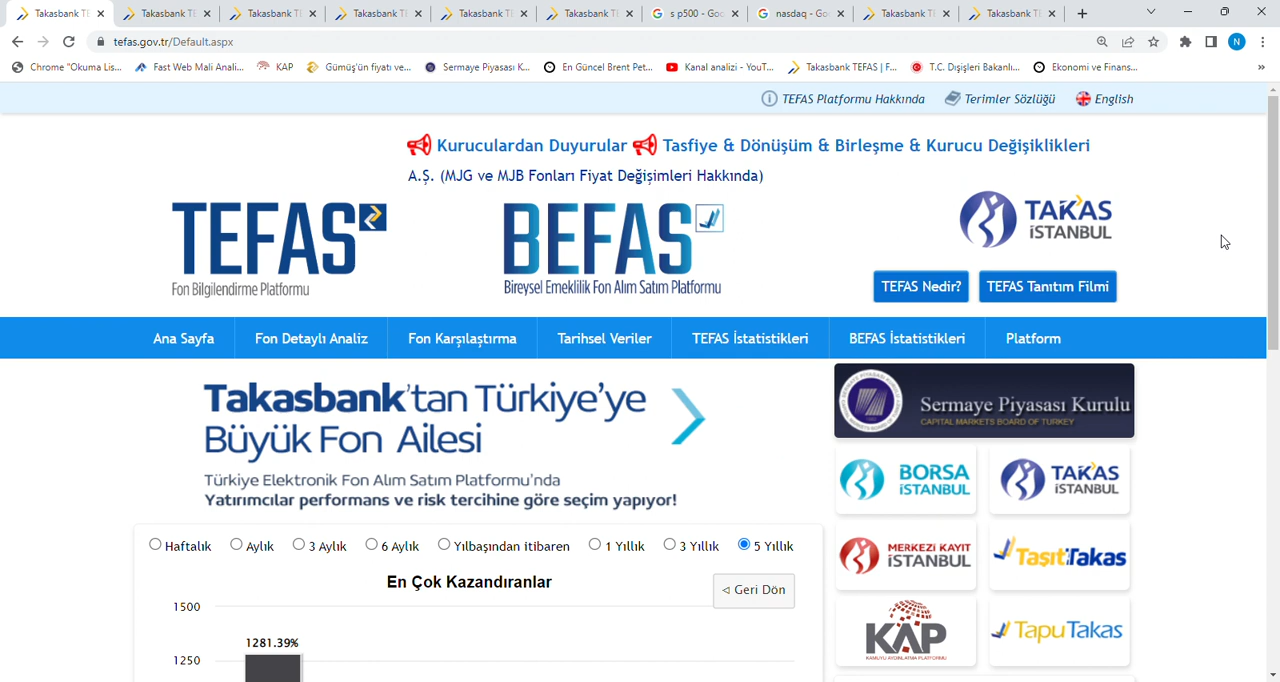 Takasbank TE
Takasbank TE
Takasbank TE
Takasbank TE
Takasbank TE
Takasbank TE
s p500 - Goo
nasdaq - Go
Takasbank TE
Takasbank TE
tefas.gov.tr/Default.aspx
N
Chrome "Okuma Lis...
Fast Web Mali Anali...
KAP
Gümüş'ün fiyatı ve...
Sermaye Piyasası K...
En Güncel Brent Pet...
Kanal analizi - YouT...
Takasbank TEFAS | F...
T.C. Dışişleri Bakanlı...
Ekonomi ve Finans...
TEFAS Platformu Hakkında
Terimler Sözlüğü
English
Kuruculardan Duyurular
Tasfiye & Dönüşüm & Birleşme & Kurucu Değişiklikleri
A.Ş. (MJG ve MJB Fonları Fiyat Değişimleri Hakkında)
TEFAS
Fon Bilgilendirme Platformu
BEFAS
Bireysel Emeklilik Fon Alım Satım Platformu
TAKAS
İSTANBUL
TEFAS Nedir?
TEFAS Tanıtım Filmi
Ana Sayfa
Fon Detaylı Analiz
Fon Karşılaştırma
Tarihsel Veriler
TEFAS İstatistikleri
BEFAS İstatistikleri
Platform
Takasbank'tan Türkiye'ye
Büyük Fon Ailesi
Türkiye Elektronik Fon Alım Satım Platformu'nda
Yatırımcılar performans ve risk tercihine göre seçim yapıyor!
Sermaye Piyasası Kurulu
CAPITAL MARKETS BOARD OF TURKEY
BORSA
İSTANBUL
TAKAS
İSTANBUL
MERKEZİ KAYIT
İSTANBUL
TaşıtTakas
KAP
KAMUYU AYDINLATMA PLATFORMU
TapuTakas
Haftalık
Aylık
3 Aylık
6 Aylık
Yılbaşından itibaren
1 Yıllık
3 Yıllık
5 Yıllık
En Çok Kazandıranlar
Geri Dön
1500
1281.39%
1250